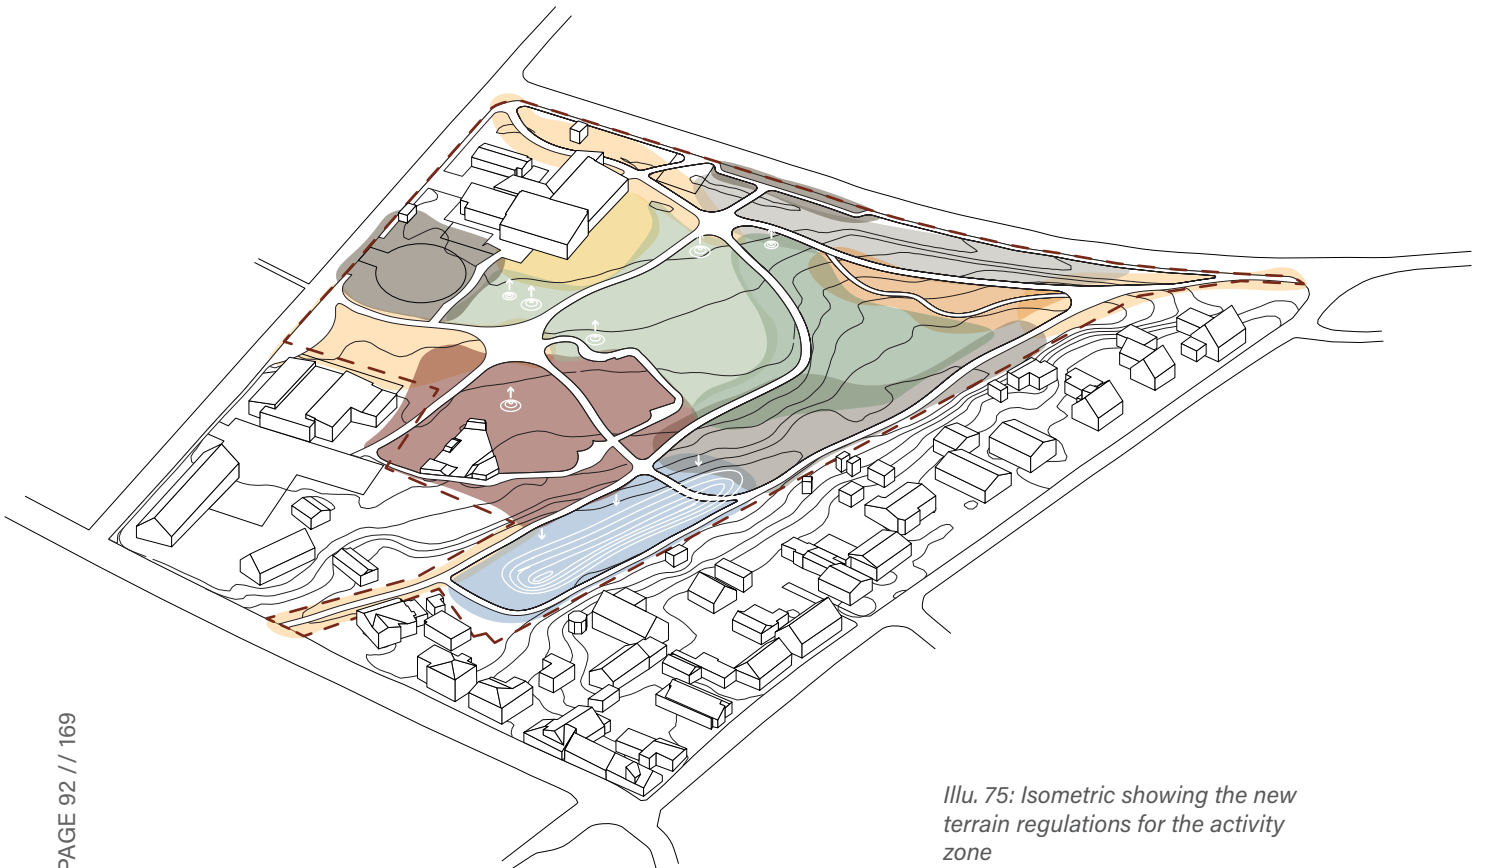 PAGE 92 // 169
Illu. 75: Isometric showing the new
terrain regulations for the activity
zone